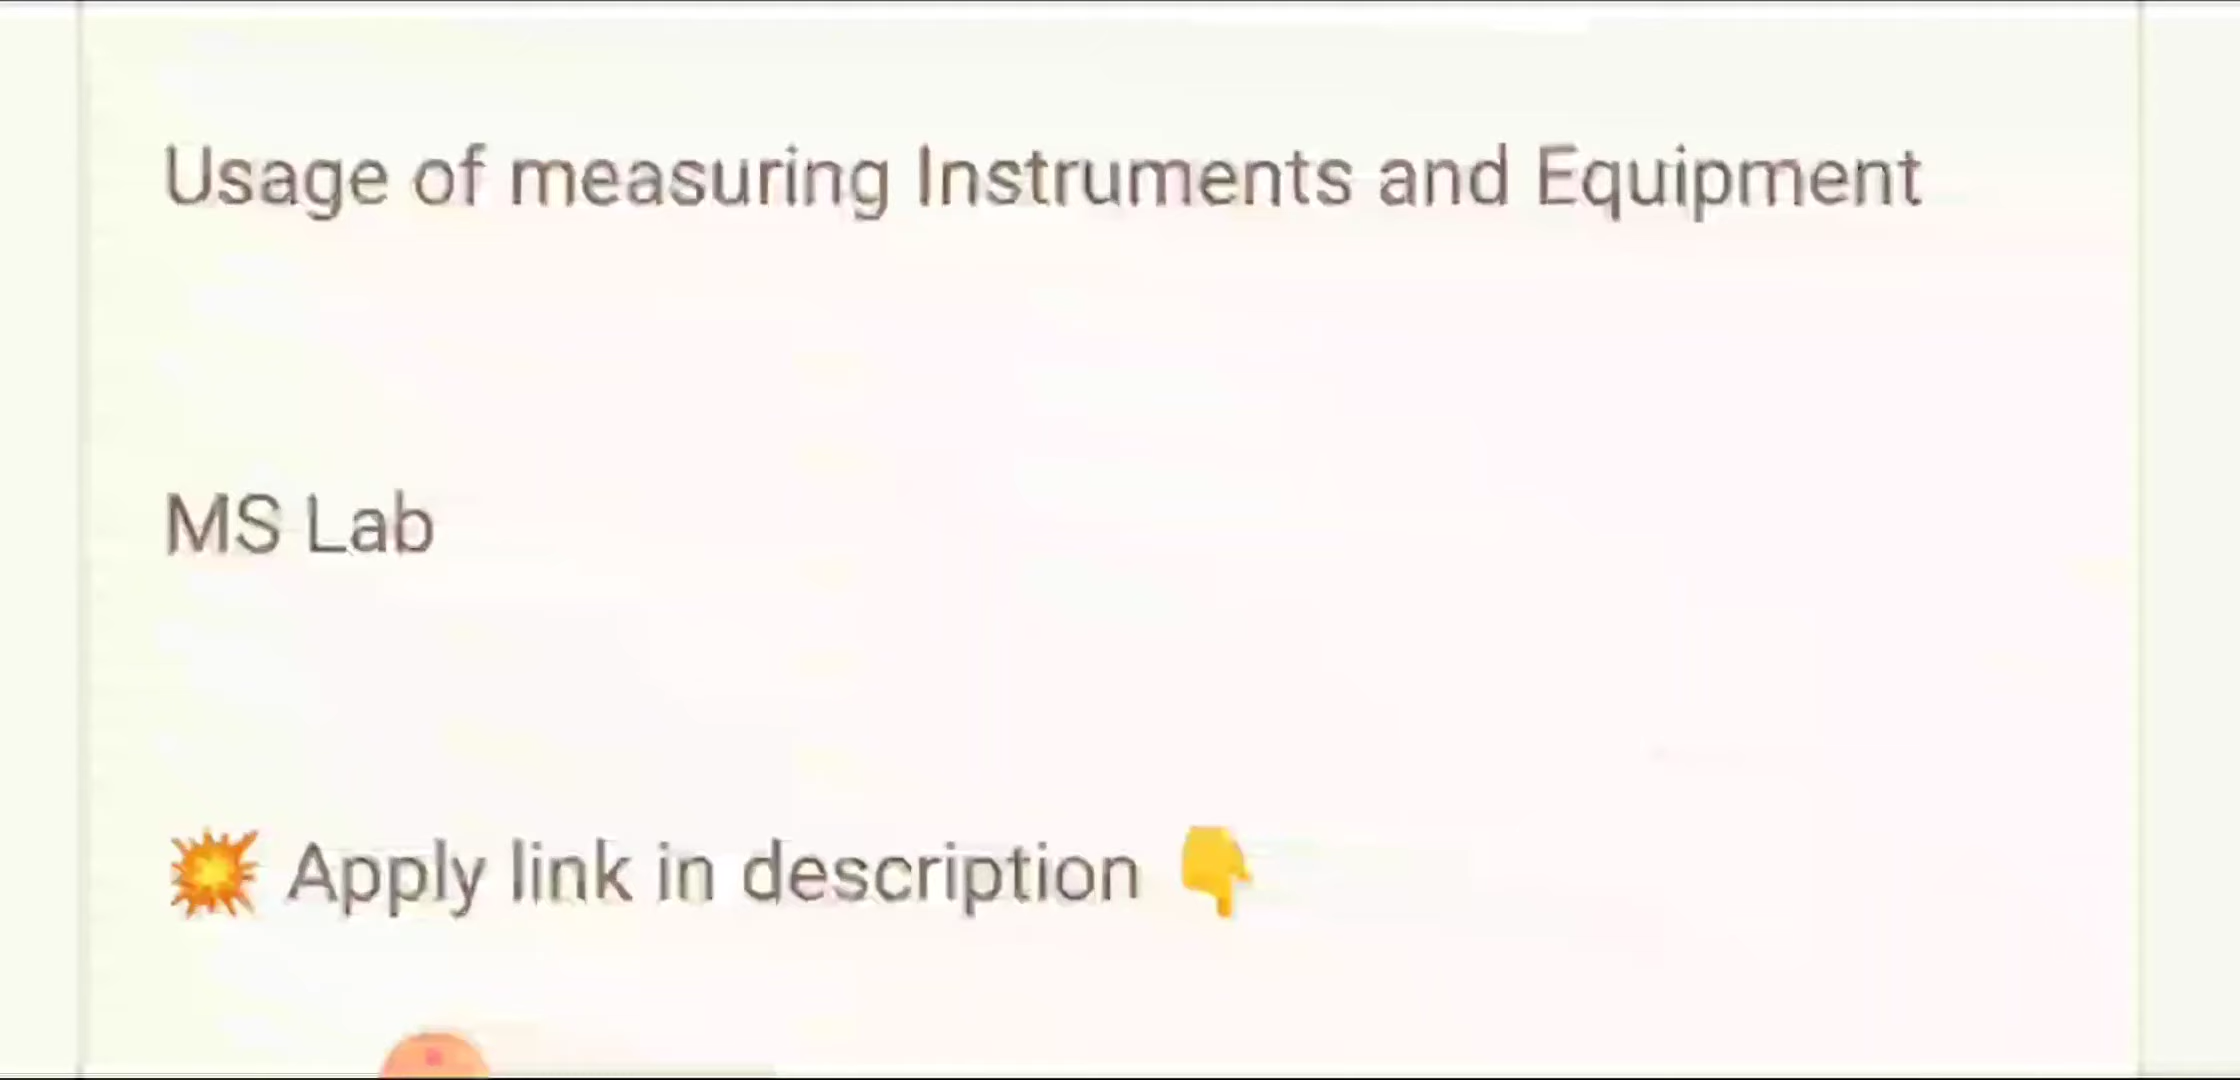 Usage of measuring Instruments and Equipment
MS Lab
💥 Apply link in description 👇